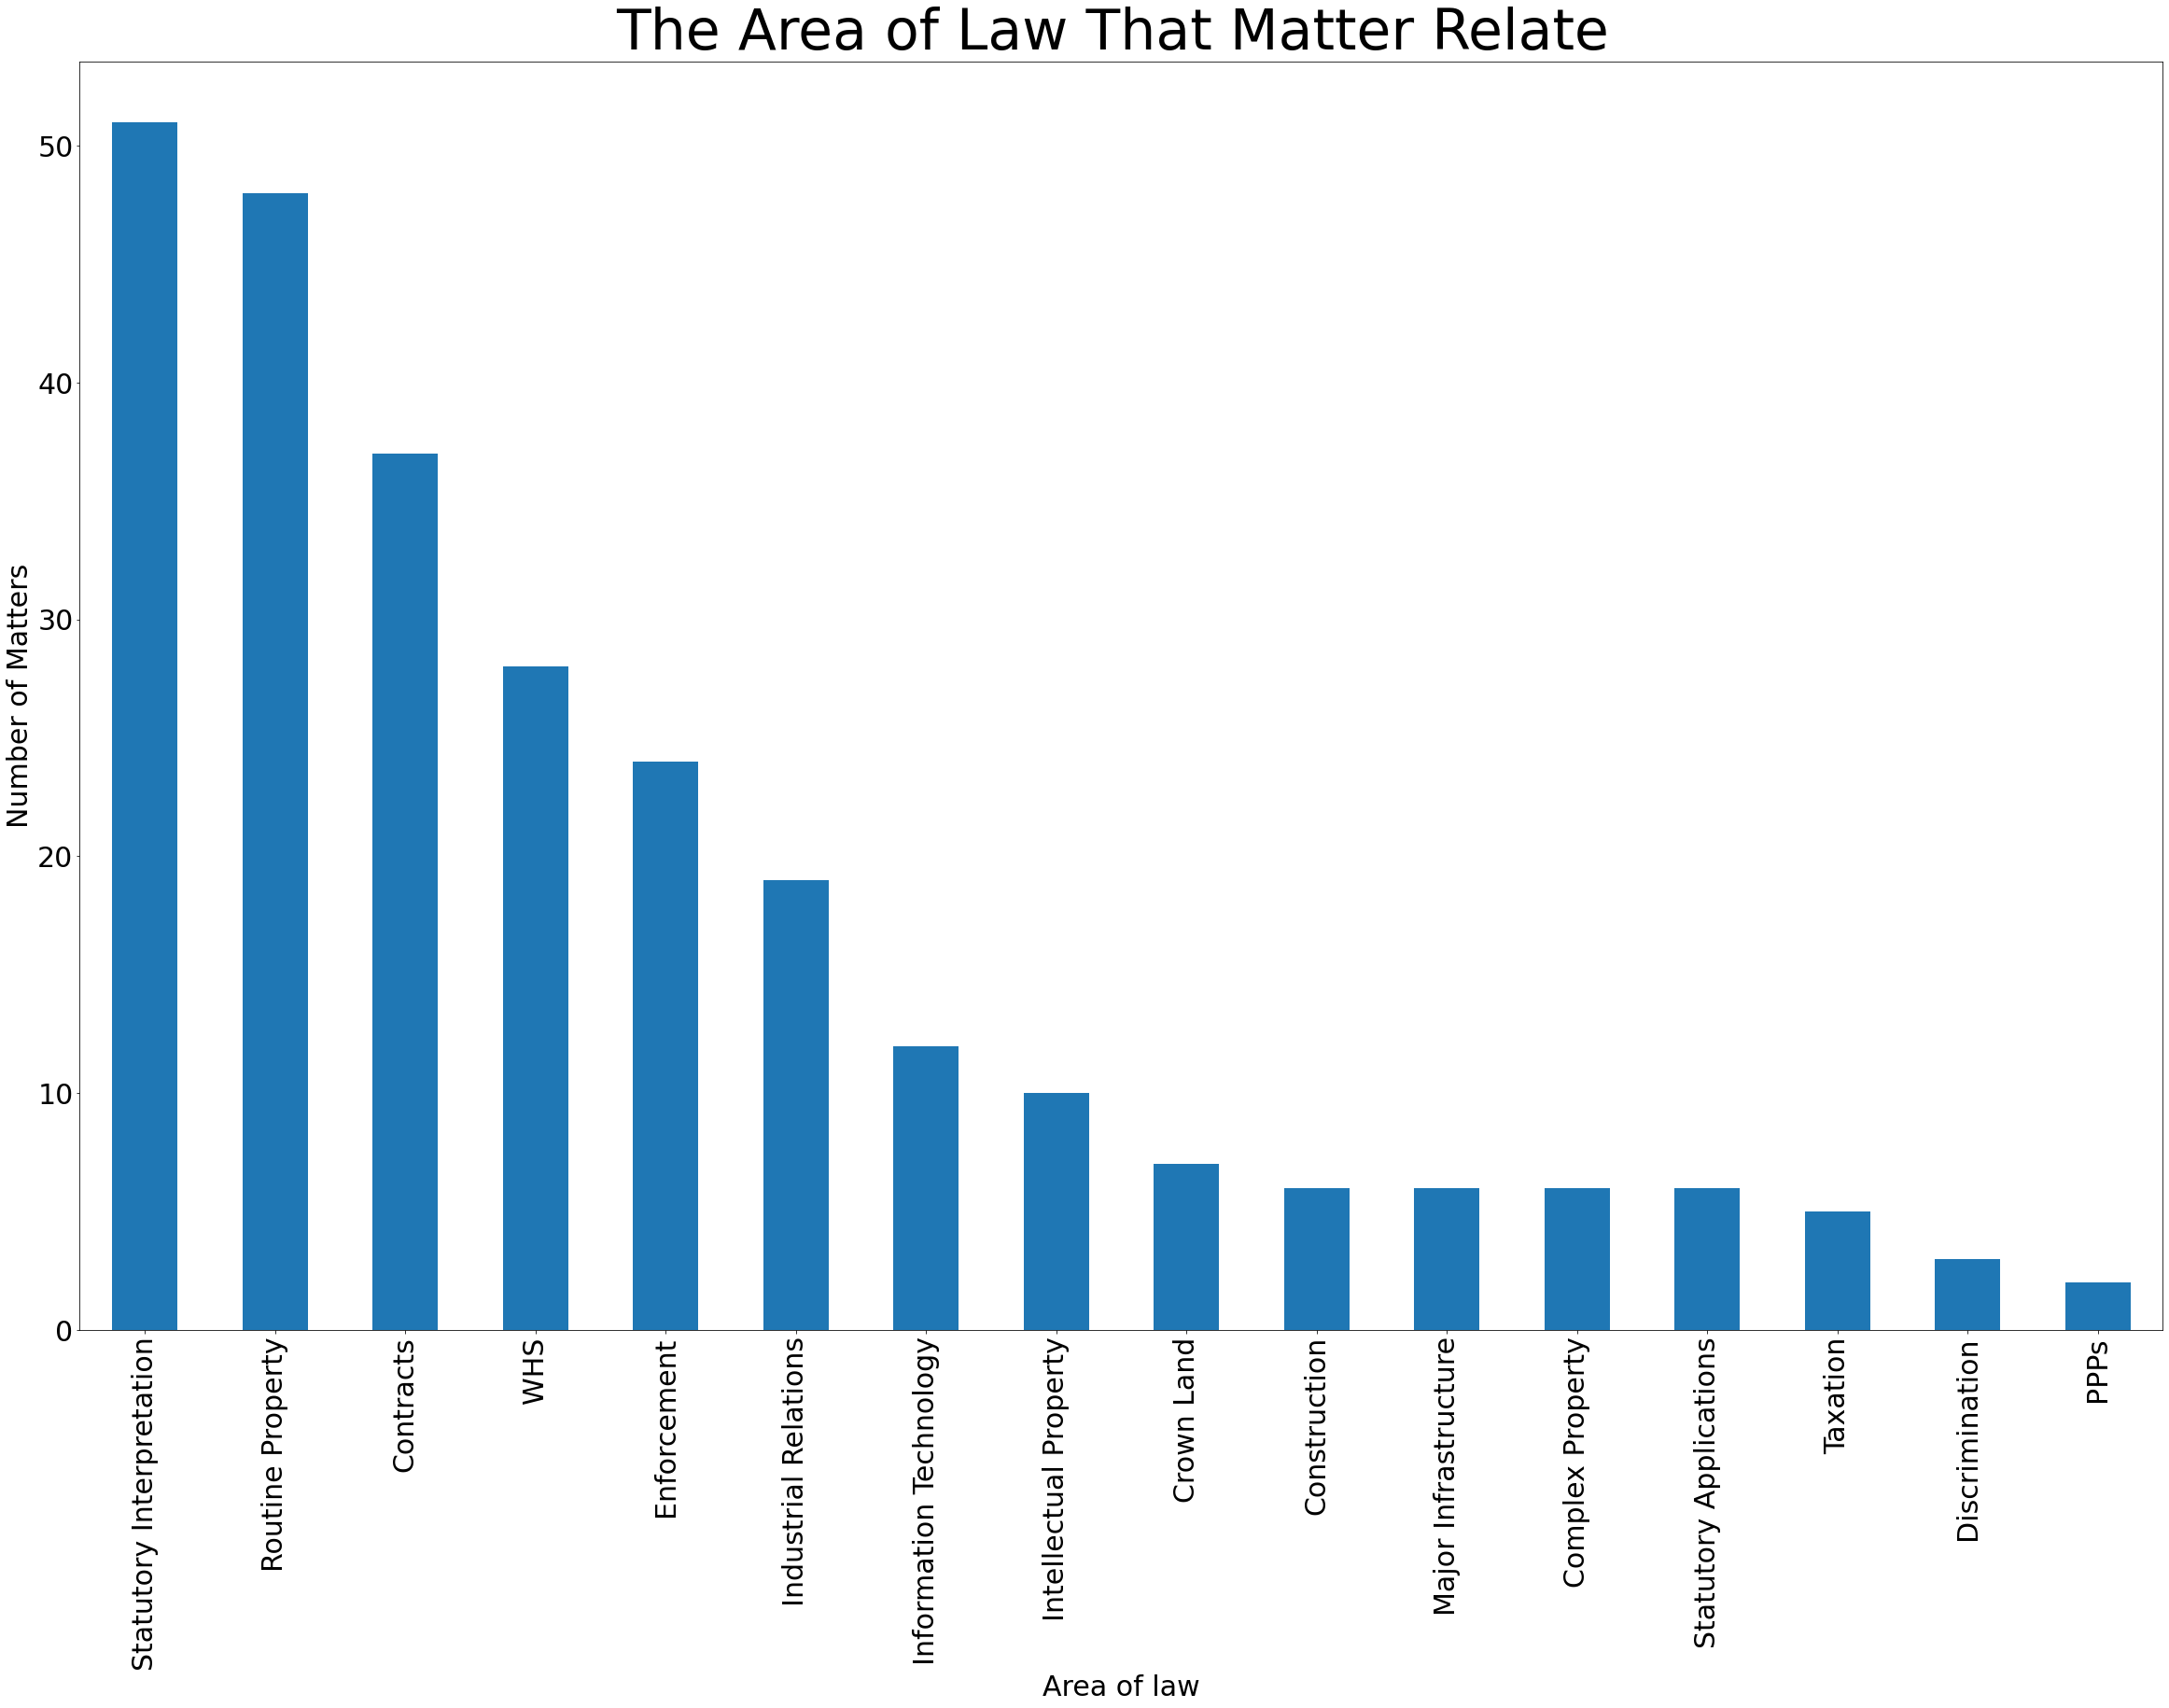 The Area of Law That Matter Relate
Number of Matters
50
40
30
20
10
0
Statutory Interpretation
Routine Property
Contracts
WHS
Enforcement
Industrial Relations
Information Technology
Intellectual Property
Crown Land
Construction
Major Infrastructure
Complex Property
Statutory Applications
Taxation
Discrimination
PPPs
Area of law